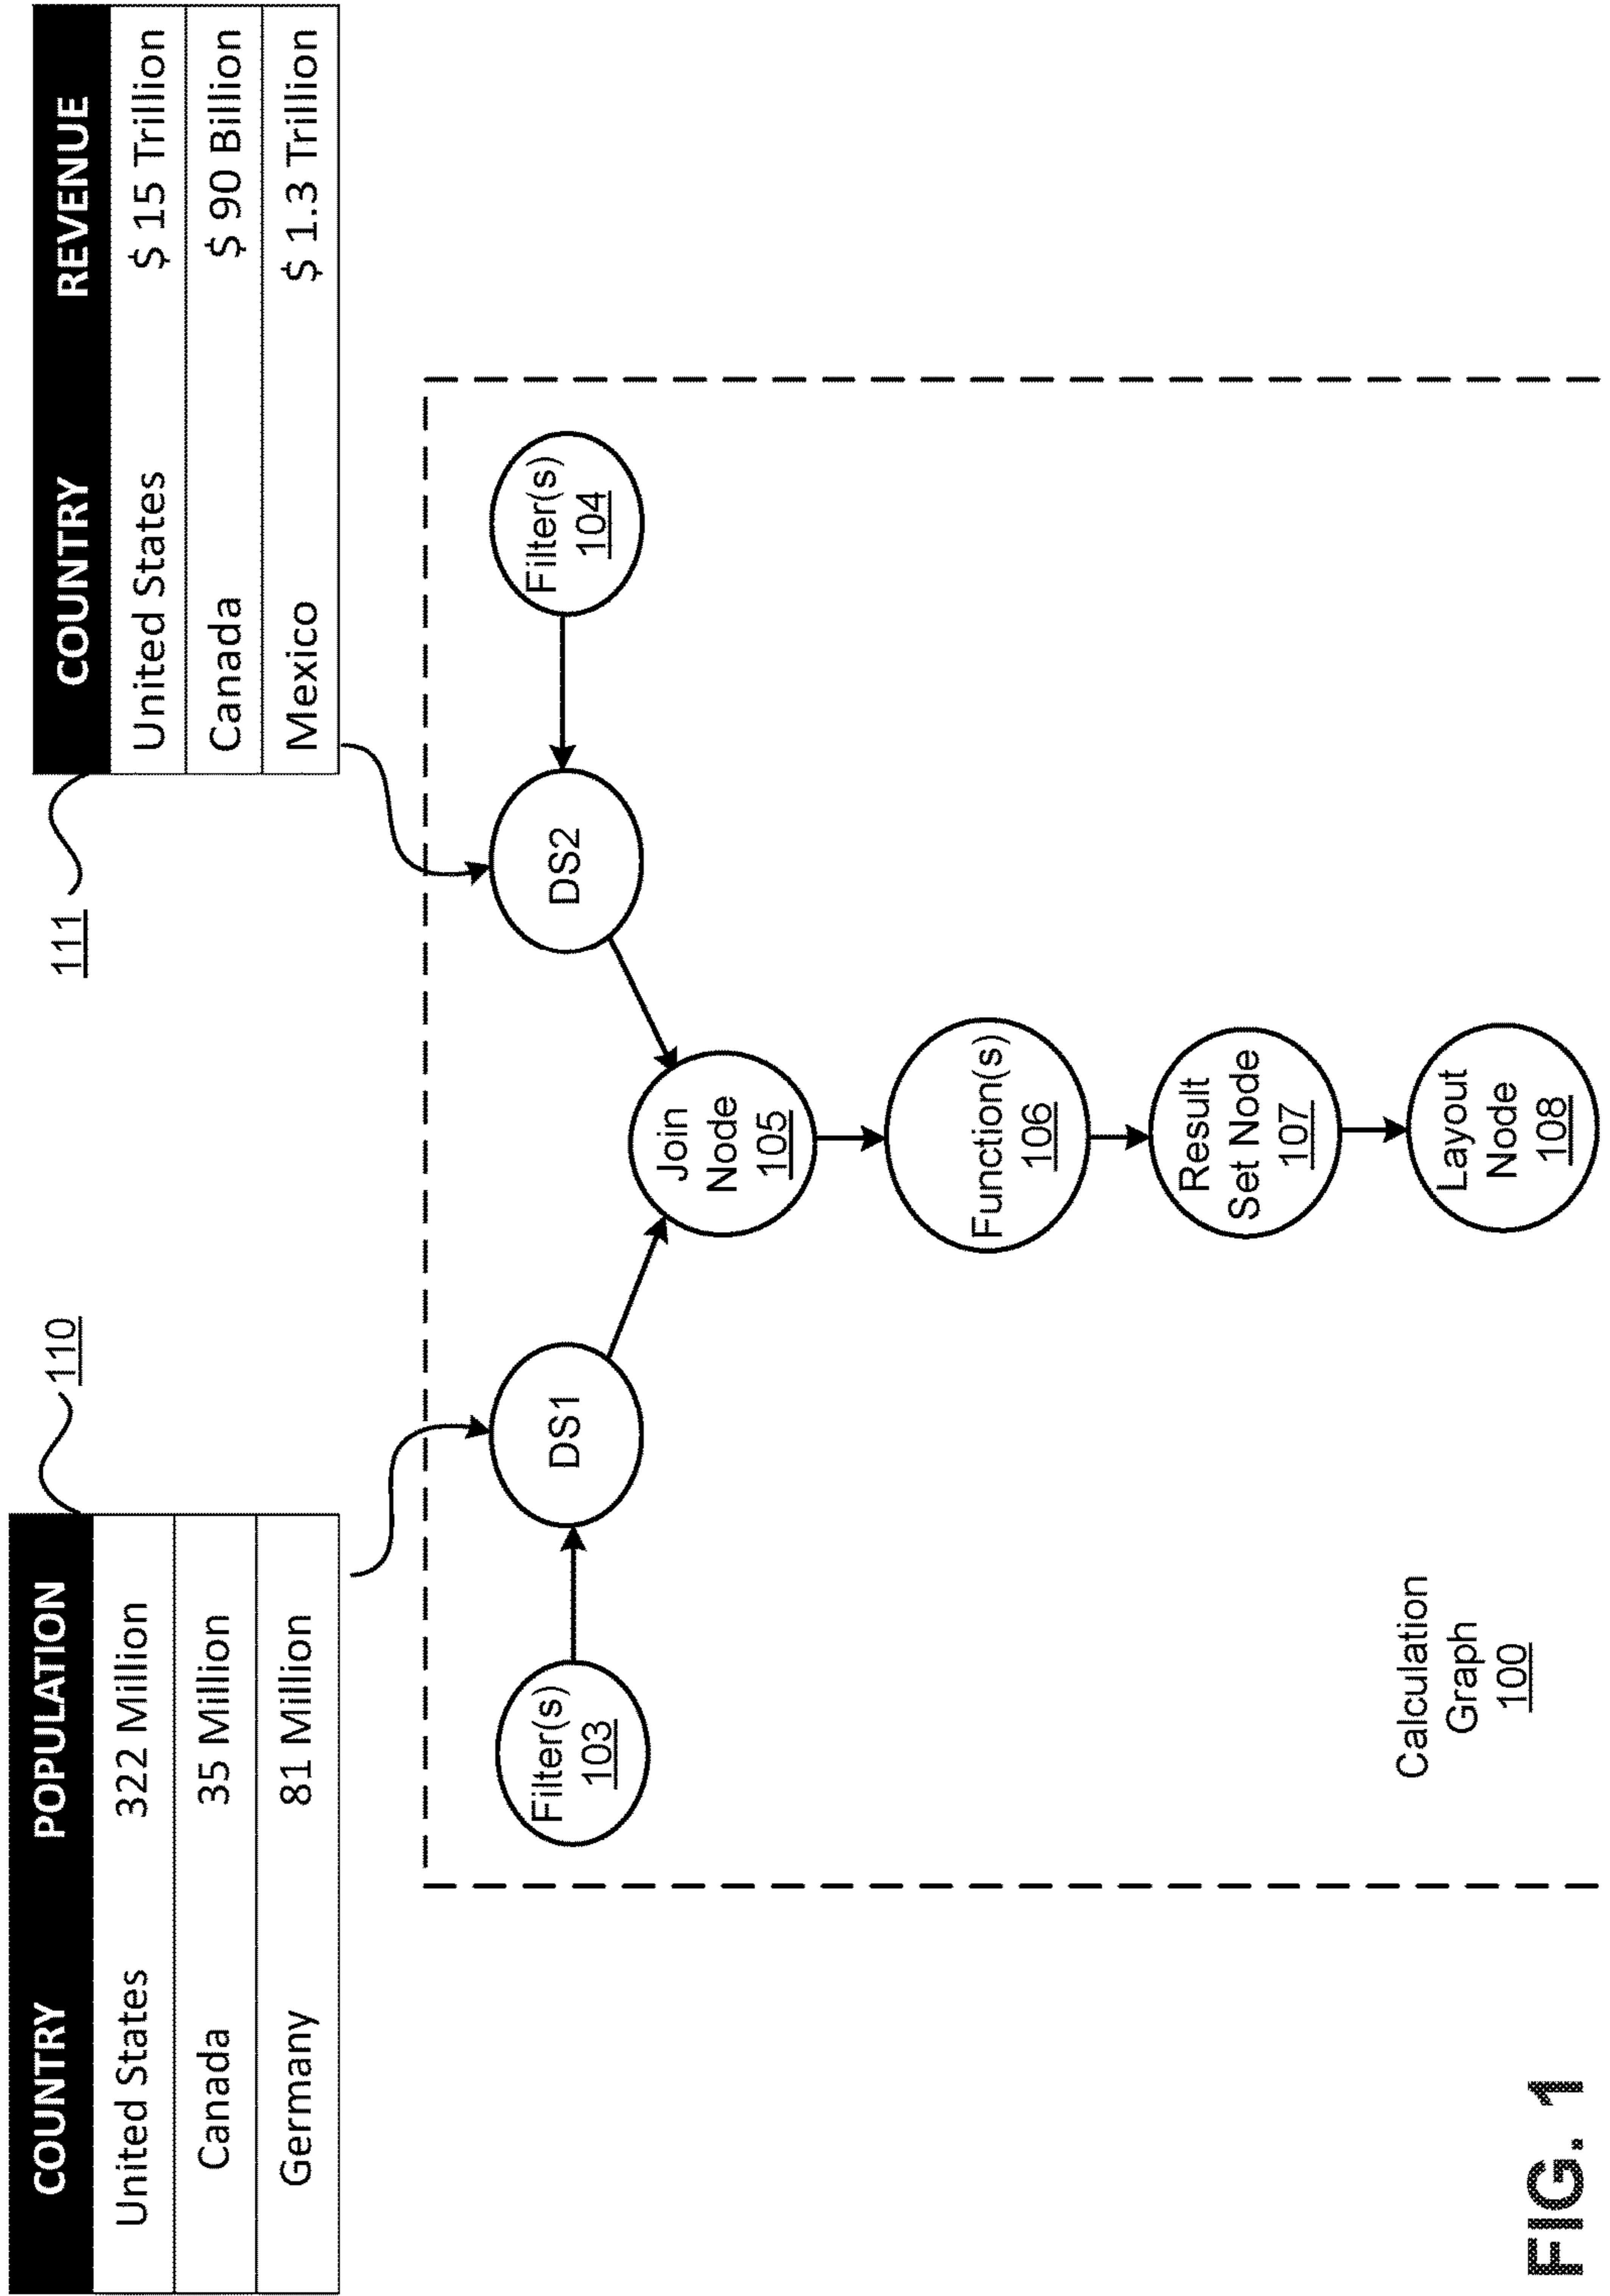 COUNTRY POPULATION
United States 322 Million
Canada 35 Million
Germany 81 Million
110
111
COUNTRY REVENUE
United States $ 15 Trillion
Canada $ 90 Billion
Mexico $ 1.3 Trillion
Filter(s)
103
DS1
DS2
Filter(s)
104
Join
Node
105
Function(s)
106
Result
Set Node
107
Layout
Node
108
Calculation
Graph
100
FIG. 1